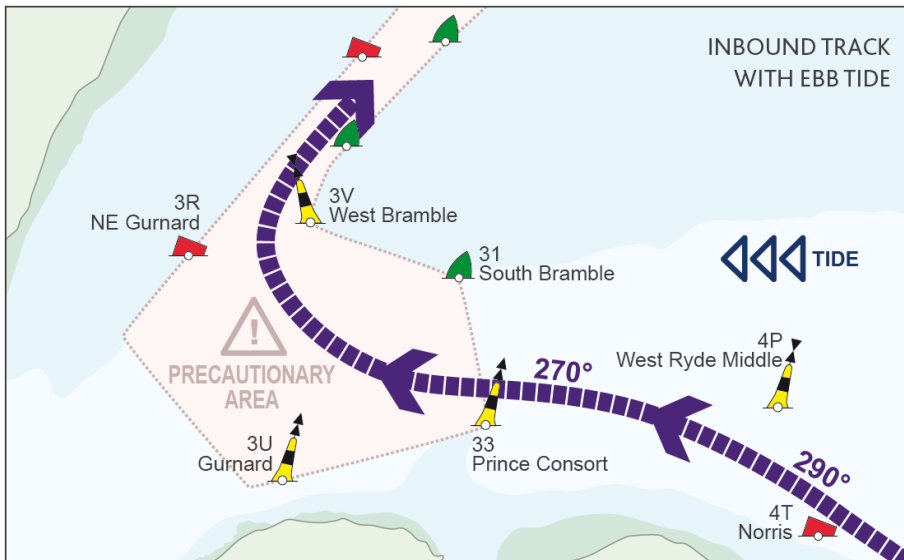 INBOUND TRACK
WITH EBB TIDE
3R
NE Gurnard
3V
West Bramble
31
South Bramble
TIDE
!
PRECAUTIONARY
AREA
270°
4P
West Ryde Middle
3U
Gurnard
33
Prince Consort
290°
4T
Norris